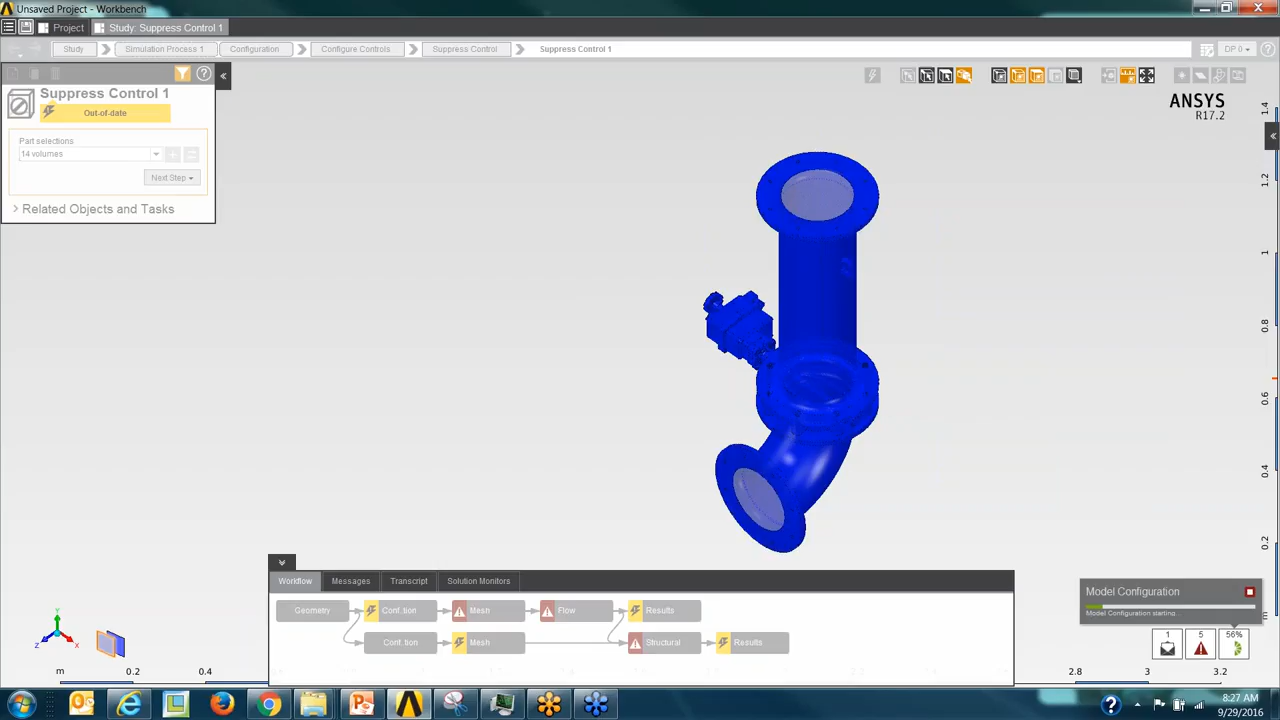 Unsaved Project - Workbench
Project
Study: Suppress Control 1
Study
Simulation Process 1
Configuration
Configure Controls
Suppress Control
Suppress Control 1
DP 0
Suppress Control 1
Out-of-date
Part selections
14 volumes
Next Step
Related Objects and Tasks
ANSYS
R17.2
1.4
1.2
1
0.8
0.6
0.4
0.2
Workflow
Messages
Transcript
Solution Monitors
Geometry
Conf..tion
Mesh
Flow
Results
Conf..tion
Mesh
Structural
Results
Model Configuration
Model Configuration starting...
1
5
56%
Y
Z
X
m
0.2
0.4
2.8
3
3.2
8:27 AM
9/29/2016